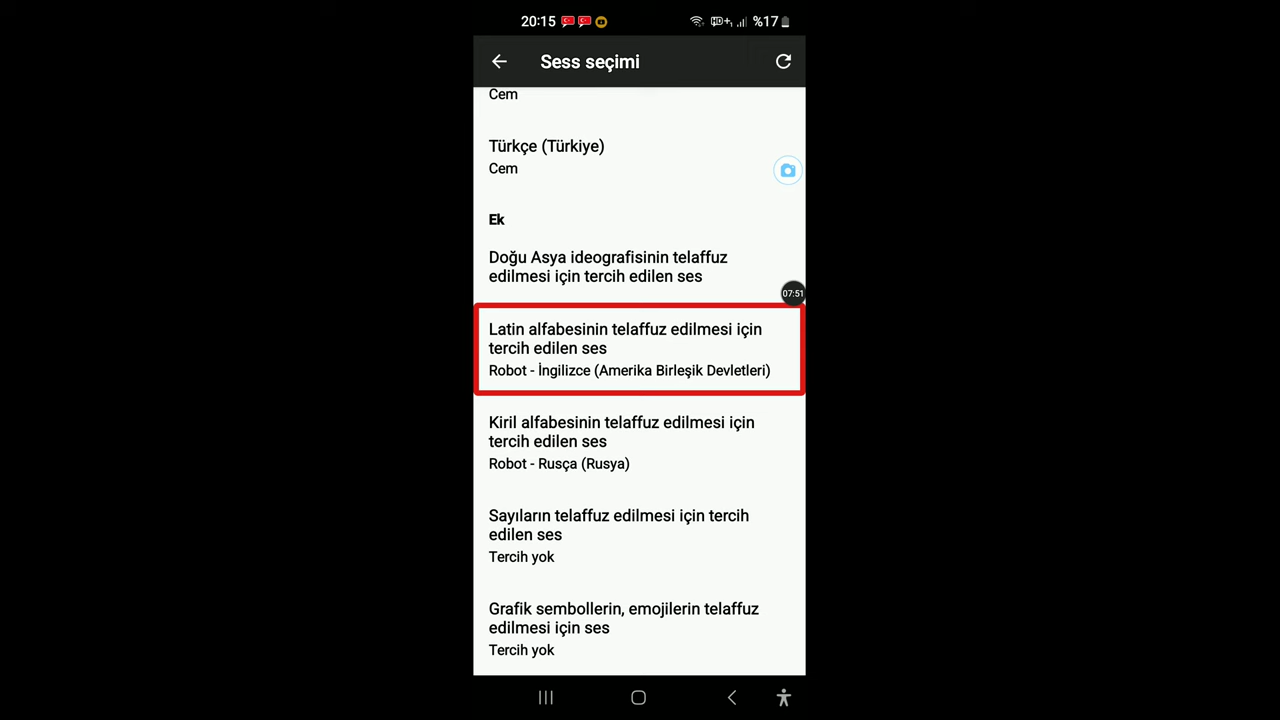 20:15 HD+ %17
Sess seçimi
Cem
Türkçe (Türkiye)
Cem
Ek
Doğu Asya ideografisinin telaffuz
edilmesi için tercih edilen ses
07:51
Latin alfabesinin telaffuz edilmesi için
tercih edilen ses
Robot - İngilizce (Amerika Birleşik Devletleri)
Kiril alfabesinin telaffuz edilmesi için
tercih edilen ses
Robot - Rusça (Rusya)
Sayıların telaffuz edilmesi için tercih
edilen ses
Tercih yok
Grafik sembollerin, emojilerin telaffuz
edilmesi için ses
Tercih yok